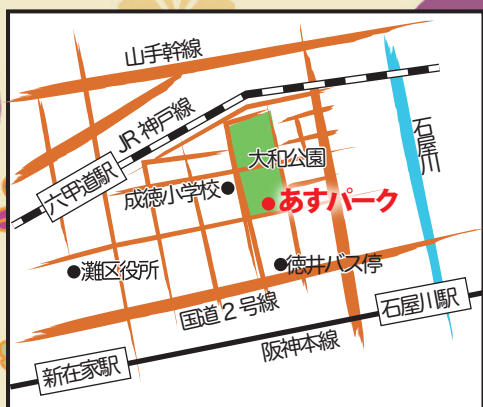 山手幹線
JR神戸線
石屋川
六甲道駅
大和公園
成徳小学校
あすパーク
灘区役所
徳井バス停
国道2号線
石屋川駅
阪神本線
新在家駅